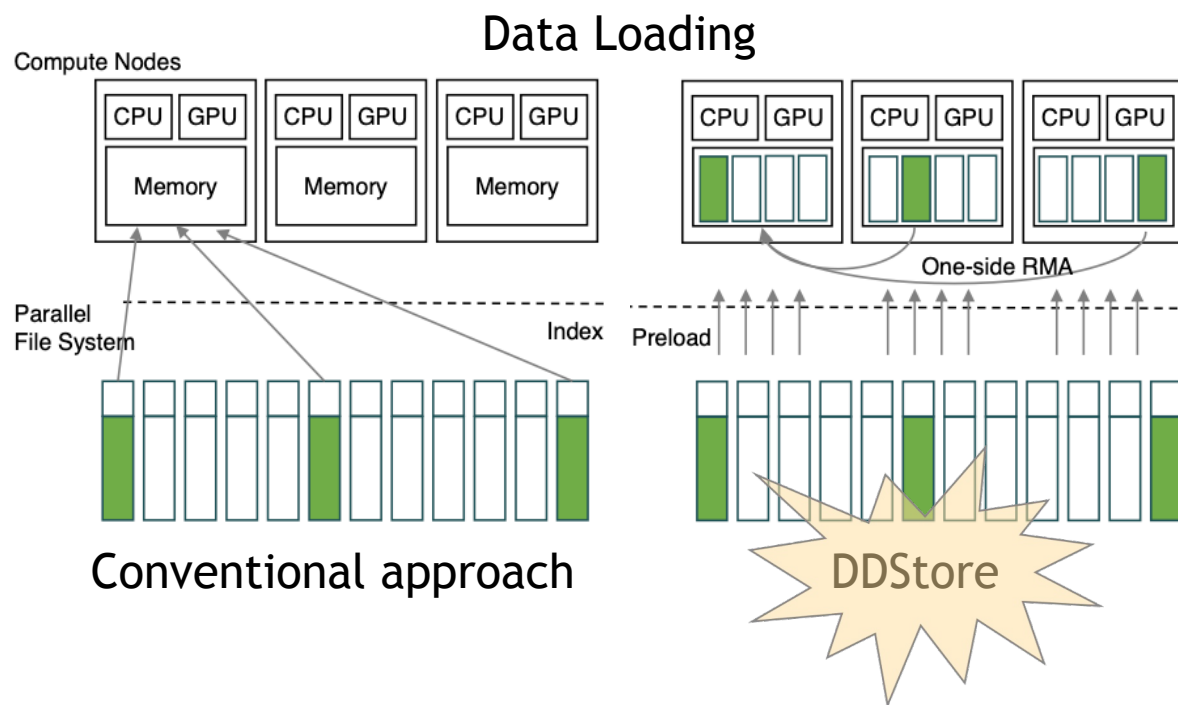 Data Loading
Compute Nodes
CPU GPU CPU GPU CPU GPU
Memory Memory Memory
Parallel
File System
Index
Conventional approach
CPU GPU CPU GPU CPU GPU
One-side RMA
Preload
DDStore